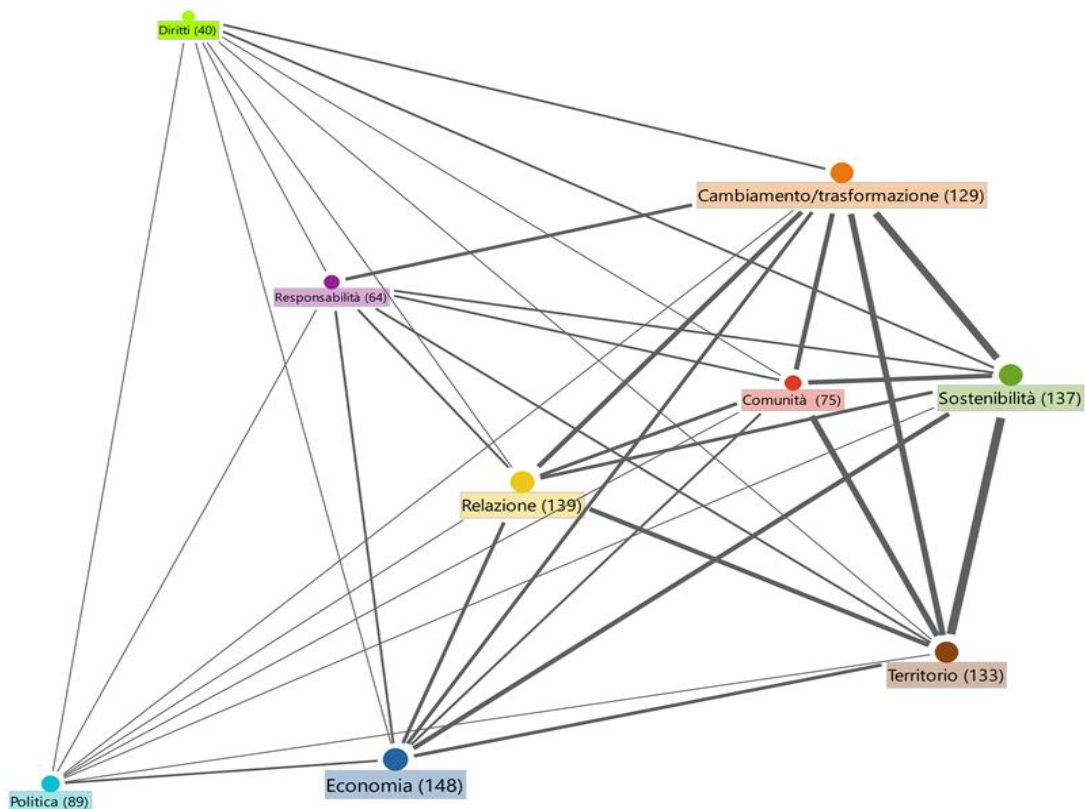 Diritti (40)
Cambiamento/trasformazione (129)
Responsabilità (64)
Comunità (75)
Sostenibilità (137)
Relazione (139)
Territorio (133)
Economia (148)
Politica (89)